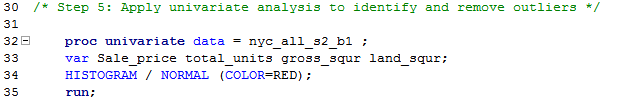 30 /* Step 5: Apply univariate analysis to identify and remove outliers */
31
32 proc univariate data = nyc_all_s2_b1 ;
33 var Sale_price total_units gross_squr land_squr;
34 HISTOGRAM / NORMAL (COLOR=RED);
35 run;